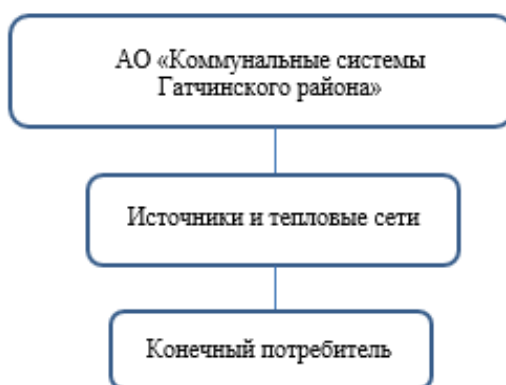 АО «Коммунальные системы
Гатчинского района»
Источники и тепловые сети
Конечный потребитель